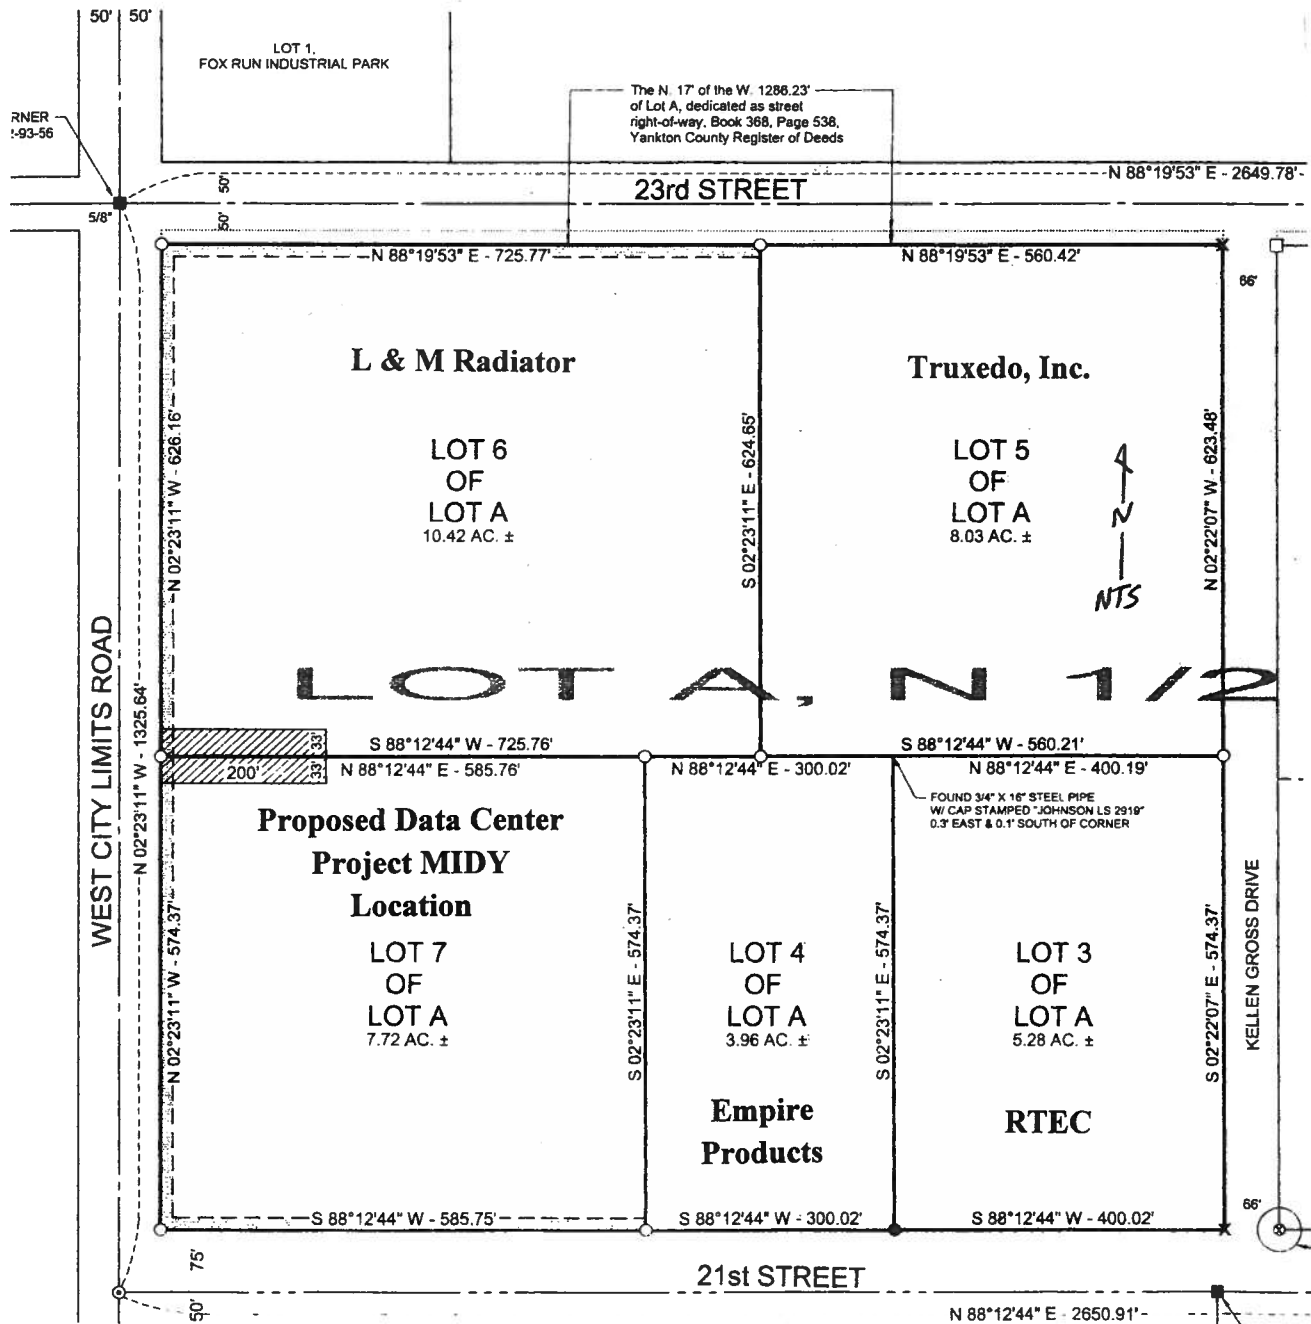 50'
50'
LOT 1,
FOX RUN INDUSTRIAL PARK
The N. 17' of the W. 1286.23'
of Lot A, dedicated as street
right-of-way, Book 368, Page 538,
Yankton County Register of Deeds
RNER
-93-56
5/8"
50'
50'
23rd STREET
N 88°19'53" E - 2649.78'
N 88°19'53" E - 725.77'
N 88°19'53" E - 560.42'
66'
L & M Radiator
Truxedo, Inc.
N 02°23'11" W - 626.16'
LOT 6
OF
LOT A
10.42 AC. ±
S 02°23'11" E - 624.65'
LOT 5
OF
LOT A
8.03 AC. ±
N
NTS
N 02°22'07" W - 623.48'
LOT A, N 1/2
WEST CITY LIMITS ROAD
N 02°23'11" W - 1325.64'
33'
33'
200'
S 88°12'44" W - 725.76'
S 88°12'44" W - 560.21'
N 88°12'44" E - 585.76'
N 88°12'44" E - 300.02'
N 88°12'44" E - 400.19'
FOUND 3/4" X 16" STEEL PIPE
W/ CAP STAMPED "JOHNSON LS 2919"
0.3' EAST & 0.1' SOUTH OF CORNER
Proposed Data Center
Project MIDY
Location
N 02°23'11" W - 574.37'
LOT 7
OF
LOT A
7.72 AC. ±
S 02°23'11" E - 574.37'
LOT 4
OF
LOT A
3.96 AC. ±
S 02°23'11" E - 574.37'
LOT 3
OF
LOT A
5.28 AC. ±
S 02°22'07" E - 574.37'
KELLEN GROSS DRIVE
Empire
Products
RTEC
66'
S 88°12'44" W - 585.75'
S 88°12'44" W - 300.02'
S 88°12'44" W - 400.02'
75'
50'
21st STREET
N 88°12'44" E - 2650.91'